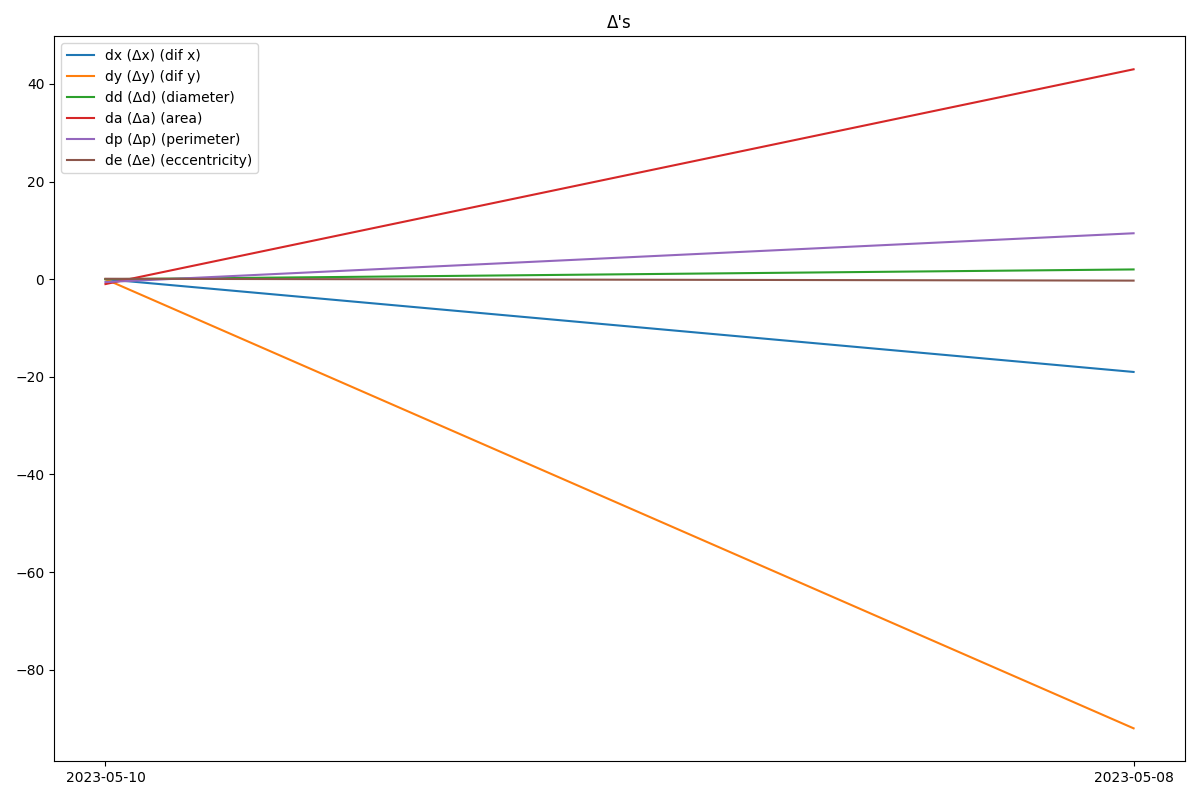 Δ's
dx (Δx) (dif x)
dy (Δy) (dif y)
dd (Δd) (diameter)
da (Δa) (area)
dp (Δp) (perimeter)
de (Δe) (eccentricity)
40
20
0
−20
−40
−60
−80
2023-05-10 2023-05-08